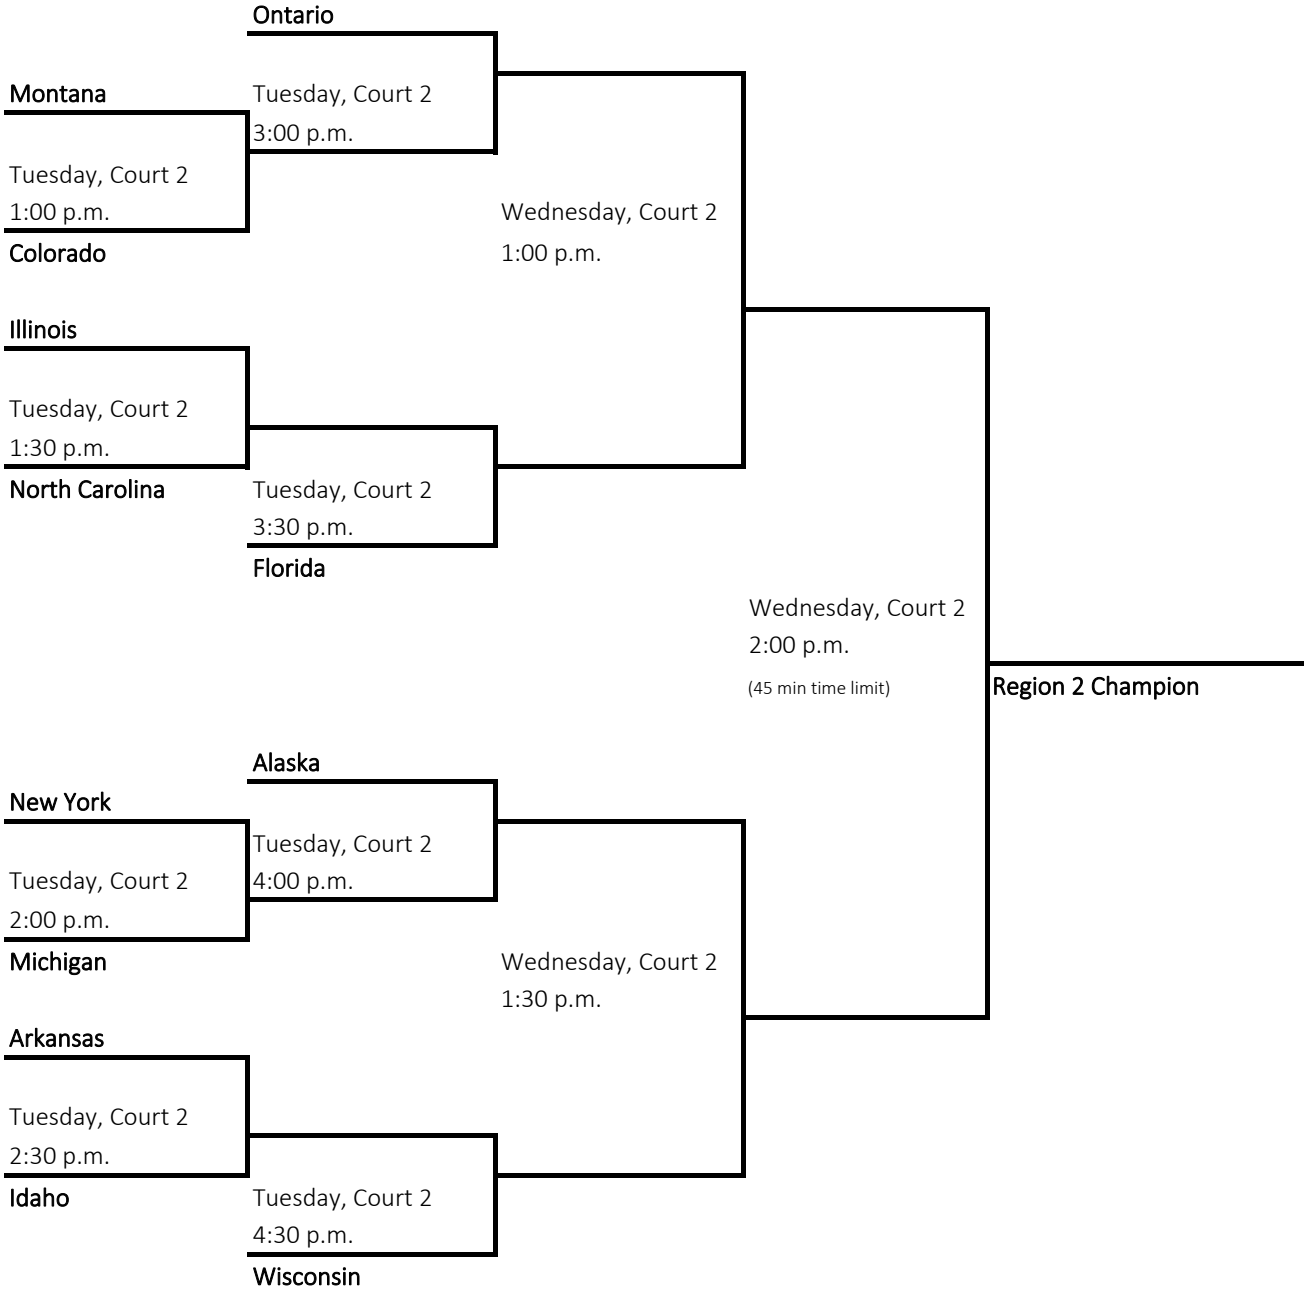 Ontario
Montana
Tuesday, Court 2
3:00 p.m.
Tuesday, Court 2
1:00 p.m.
Colorado
Wednesday, Court 2
1:00 p.m.
Illinois
Tuesday, Court 2
1:30 p.m.
North Carolina
Tuesday, Court 2
3:30 p.m.
Florida
Wednesday, Court 2
2:00 p.m.
(45 min time limit)
Region 2 Champion
Alaska
New York
Tuesday, Court 2
4:00 p.m.
Tuesday, Court 2
2:00 p.m.
Michigan
Wednesday, Court 2
1:30 p.m.
Arkansas
Tuesday, Court 2
2:30 p.m.
Idaho
Tuesday, Court 2
4:30 p.m.
Wisconsin